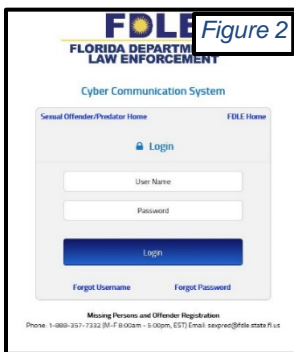 FDLE
Figure 2
FLORIDA DEPARTMENT
LAW ENFORCEMENT
Cyber Communication System
Sexual Offender/Predator Home FDLE Home
Login
User Name
Password
Login
Forgot Username Forgot Password
Missing Persons and Offender Registration
Phone: 1-888-357-7332 (M-F 8:00am - 5:00pm, EST) Email: sexpred@fdle.state.fl.us